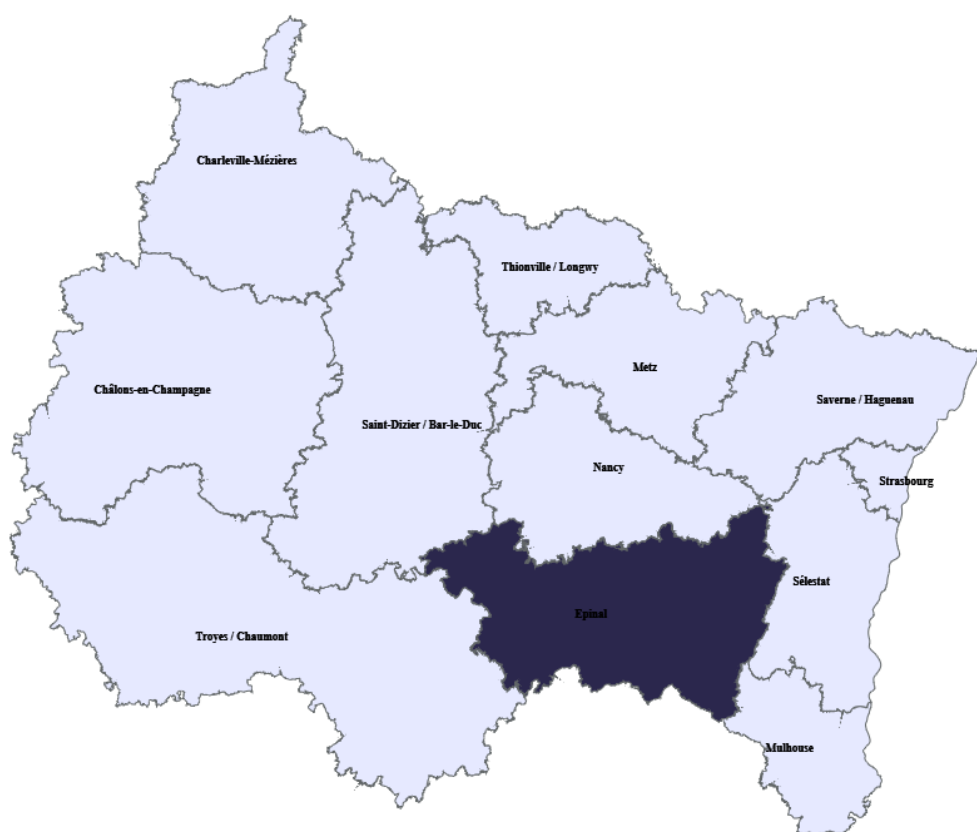 Charleville-Mézières
Thionville / Longwy
Metz
Châlons-en-Champagne
Saverne / Haguenau
Saint-Dizier / Bar-le-Duc
Nancy
Strasbourg
Sélestat
Epinal
Troyes / Chaumont
Mulhouse